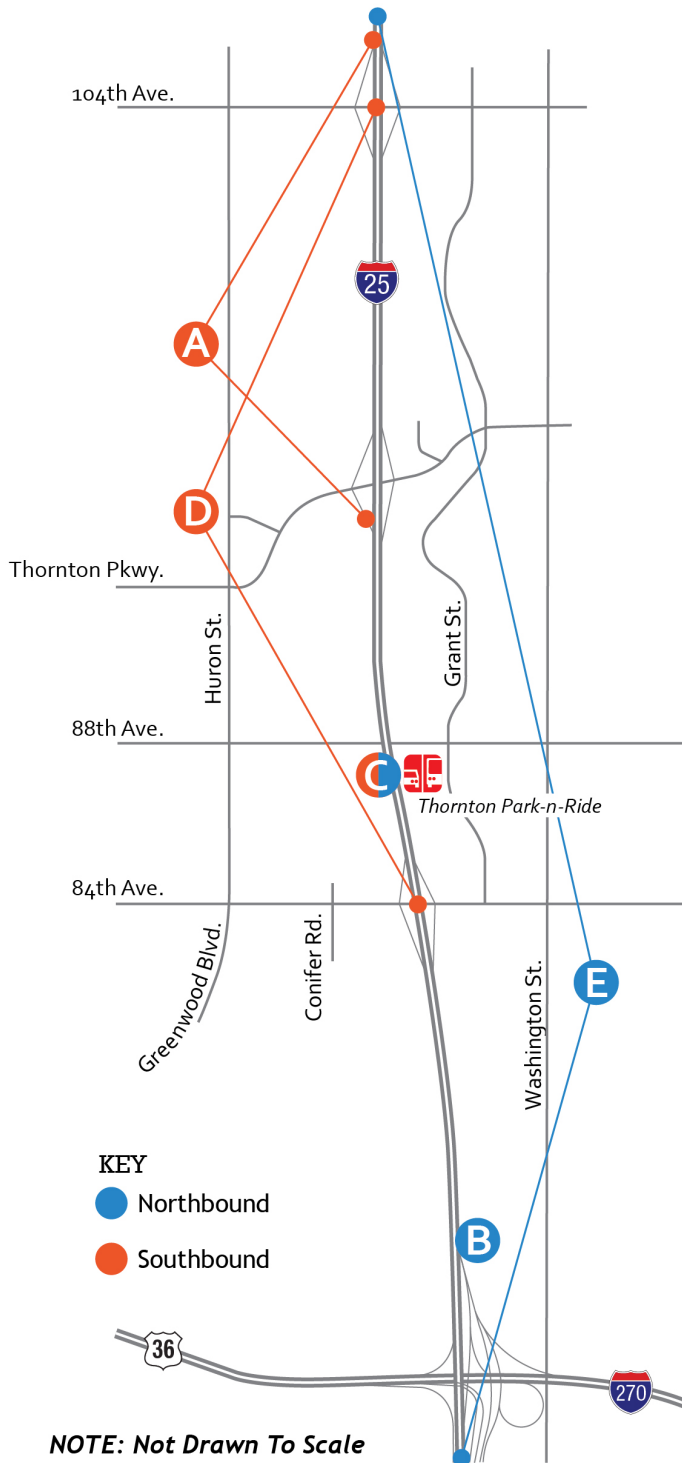 104th Ave.
25
A
D
Thornton Pkwy.
Huron St.
Grant St.
88th Ave.
C
Thornton Park-n-Ride
84th Ave.
Greenwood Blvd.
Conifer Rd.
Washington St.
E
KEY
Northbound
Southbound
B
36
270
NOTE: Not Drawn To Scale